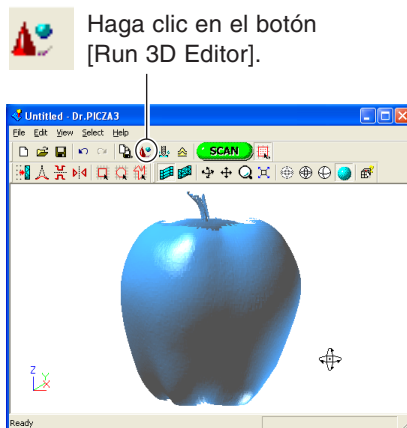 Haga clic en el botón
[Run 3D Editor].
Untitled - Dr.PICZA3
File Edit View Select Help
SCAN
Z
Y X
Ready